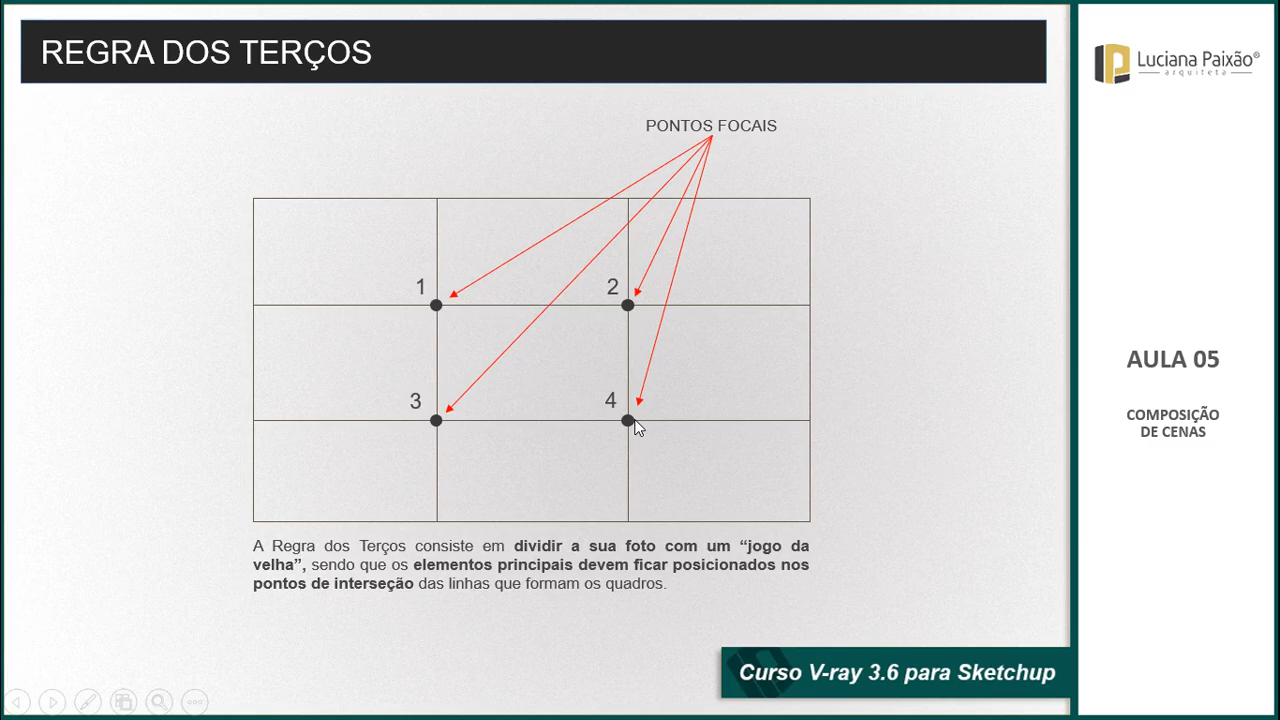 REGRA DOS TERÇOS
Luciana Paixão®
arquiteta
PONTOS FOCAIS
1
2
3
4
AULA 05
COMPOSIÇÃO
DE CENAS
A Regra dos Terços consiste em dividir a sua foto com um “jogo da
velha”, sendo que os elementos principais devem ficar posicionados nos
pontos de interseção das linhas que formam os quadros.
Curso V-ray 3.6 para Sketchup